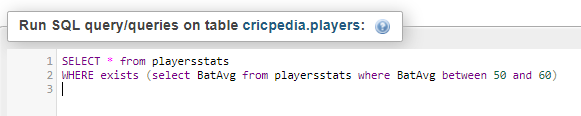 Run SQL query/queries on table cricpedia.players:
1 SELECT * from playersstats
2 WHERE exists (select BatAvg from playersstats where BatAvg between 50 and 60)
3